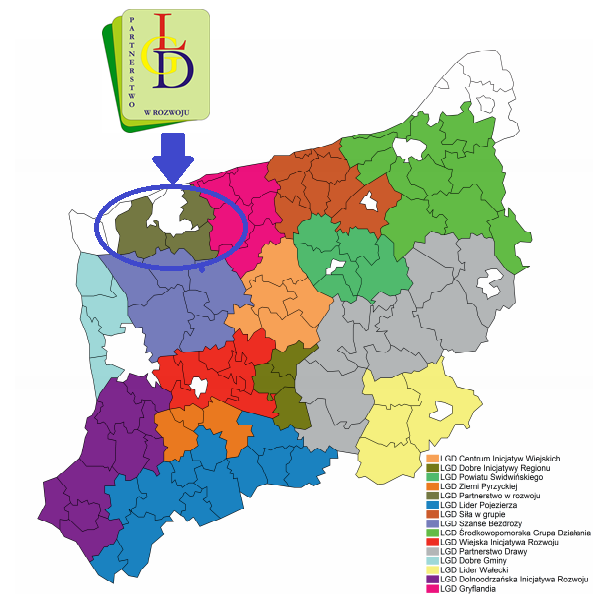 PARTNERSTWO
LGD
W ROZWOJU
LGD Centrum Inicjatyw Wiejskich
LGD Dobre Inicjatywy Regionu
LGD Powiatu Świdwińskiego
LGD Ziemi Pyrzyckiej
LGD Partnerstwo w rozwoju
LGD Lider Pojezierza
LGD Siła w grupie
LGD Szanse Bezdroży
LGD Środkowopomorska Grupa Działania
LGD Wiejska Inicjatywa Rozwoju
LGD Partnerstwo Drawy
LGD Dobre Gminy
LGD Lider Wałecki
LGD Dolnoodrzańska Inicjatywa Rozwoju
LGD Gryflandia